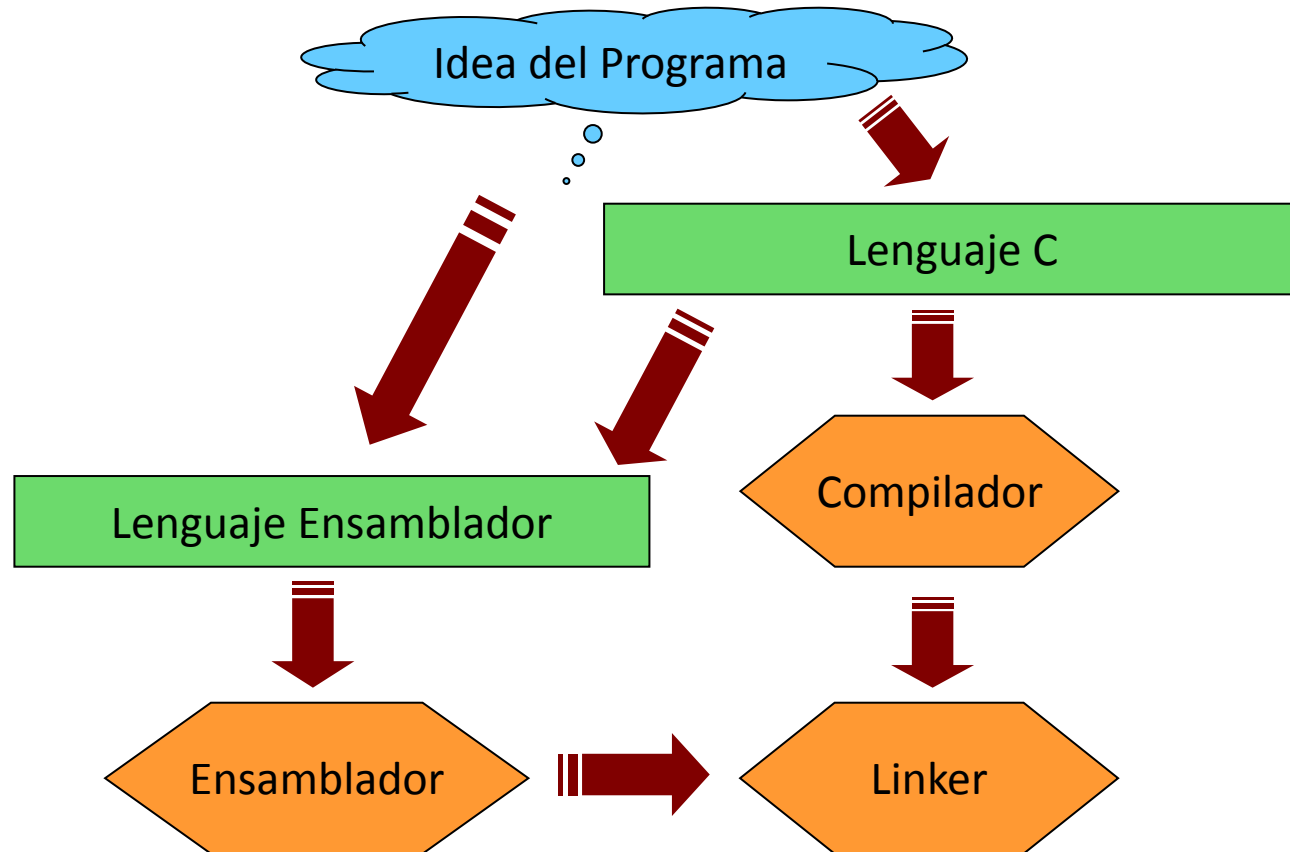 Idea del Programa
Lenguaje C
Compilador
Lenguaje Ensamblador
Ensamblador
Linker